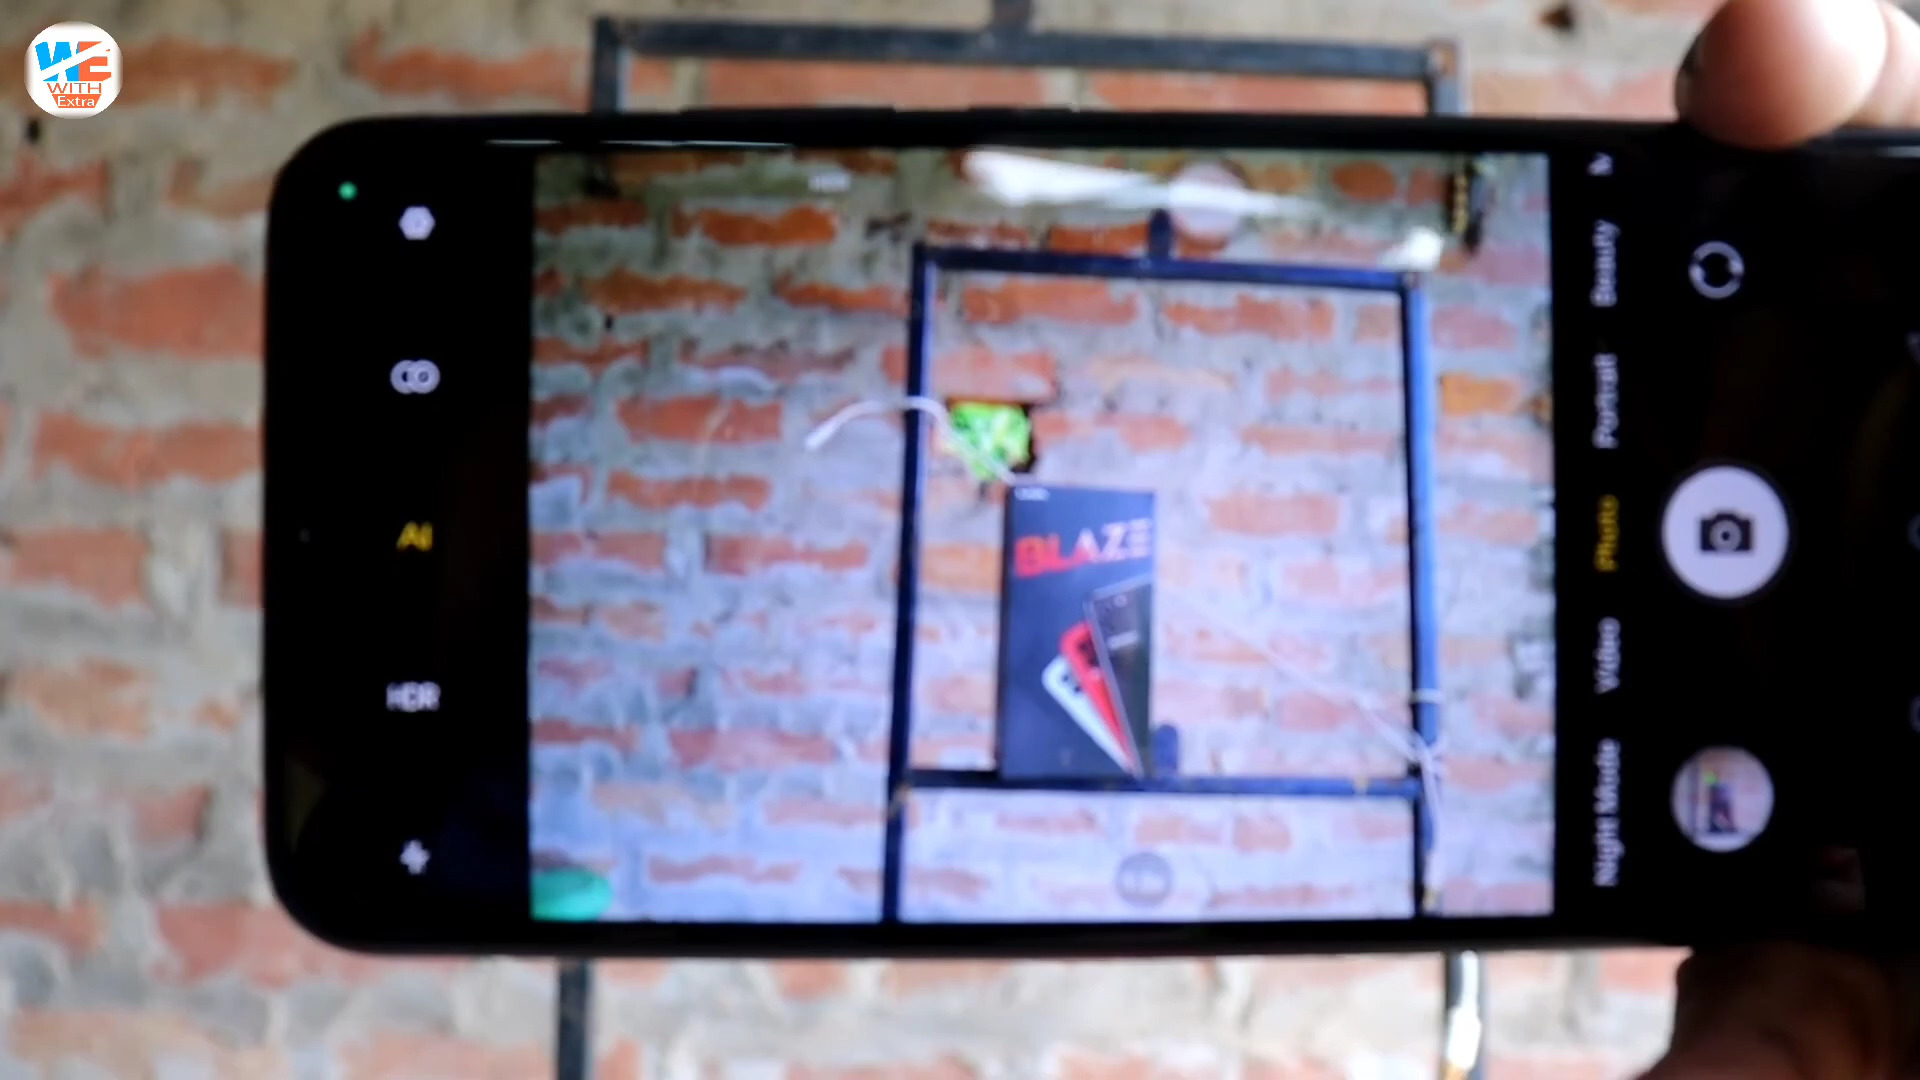 WE
WITH
Extra
AI
HDR
BLAZE
Beauty
Portrait
Photo
Video
Night Mode